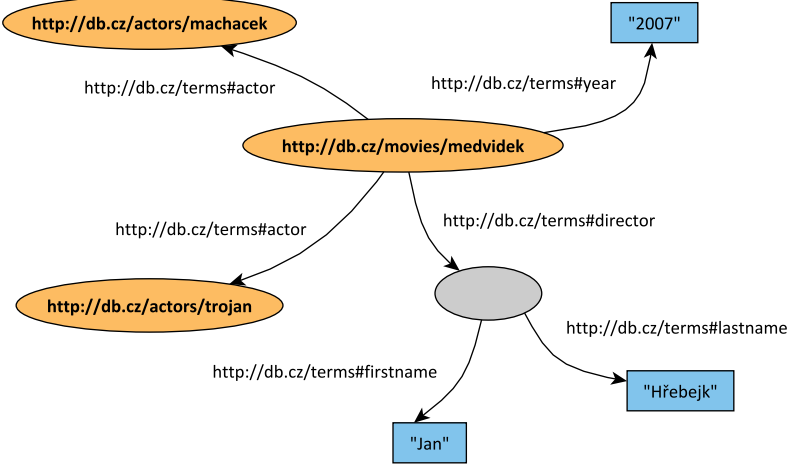 http://db.cz/actors/machacek
"2007"
http://db.cz/terms#actor
http://db.cz/terms#year
http://db.cz/movies/medvidek
http://db.cz/terms#actor
http://db.cz/terms#director
http://db.cz/actors/trojan
http://db.cz/terms#lastname
http://db.cz/terms#firstname
"Hřebejk"
"Jan"